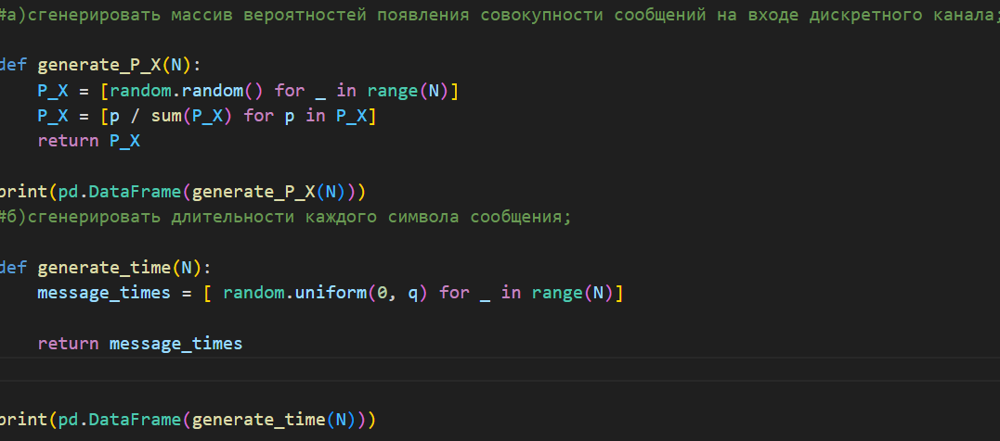 #а)сгенерировать массив вероятностей появления совокупности сообщений на входе дискретного канала;
def generate_P_X(N):
    P_X = [random.random() for _ in range(N)]
    P_X = [p / sum(P_X) for p in P_X]
    return P_X
print(pd.DataFrame(generate_P_X(N)))
#б)сгенерировать длительности каждого символа сообщения;
def generate_time(N):
    message_times = [ random.uniform(0, q) for _ in range(N)]
    return message_times
print(pd.DataFrame(generate_time(N)))